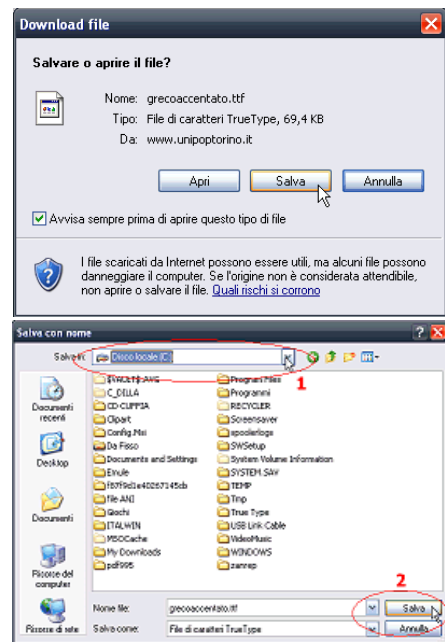 Download file
Salvare o aprire il file?
Nome: grecoaccentato.ttf
Tipo: File di caratteri TrueType, 69,4 KB
Da: www.unipoptorino.it
Apri Salva Annulla
Avvisa sempre prima di aprire questo tipo di file
I file scaricati da Internet possono essere utili, ma alcuni file possono
danneggiare il computer. Se l'origine non è considerata attendibile,
non aprire o salvare il file. Quali rischi si corrono
Salva con nome
Salva in: Disco locale (C:)
1
Documenti
recenti
Desktop
Documenti
Risorse del
computer
Risorse di rete
$VAULT$.AVG
C_DILLA
CD-CUPPIA
Clipart
Config.Msi
Da Fisso
Documents and Settings
Emule
f87f9d1e40267145cb
file ANI
Giochi
ITALWIN
MSOCache
My Downloads
pdf995
Program Files
Programmi
RECYCLER
Screensaver
spoolerlogs
SWSetup
System Volume Information
SYSTEM.SAV
TEMP
Tmp
True Type
USB Link Cable
VideoMusic
WINDOWS
zanrep
2
Nome file: grecoaccentato.ttf Salva
Salva come: File di caratteri TrueType Annulla